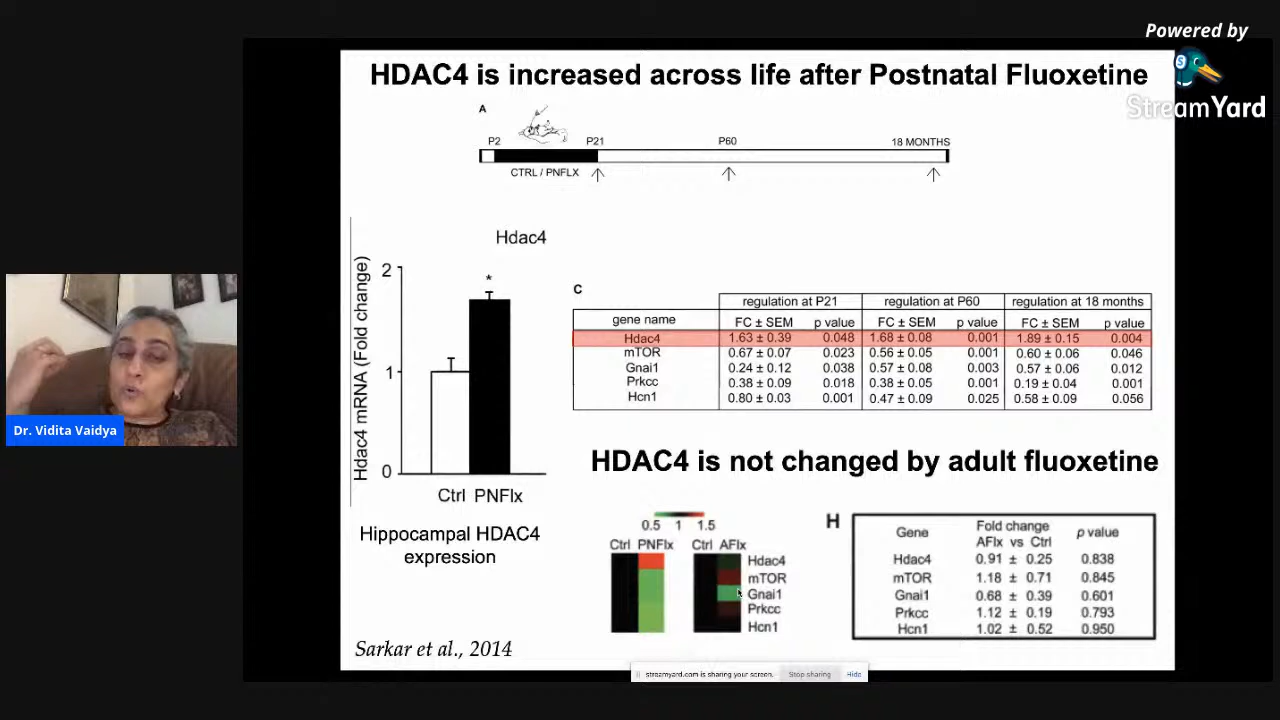 Powered by
StreamYard
HDAC4 is increased across life after Postnatal Fluoxetine
A
P2
P21
P60
18 MONTHS
CTRL / PNFLX
Hdac4
Hdac4 mRNA (Fold change)
2
1
0
*
Ctrl PNFlx
Hippocampal HDAC4
expression
C
regulation at P21 regulation at P60 regulation at 18 months
gene name FC ± SEM p value FC ± SEM p value FC ± SEM p value
Hdac4 1.63 ± 0.39 0.048 1.68 ± 0.08 0.001 1.89 ± 0.15 0.004
mTOR 0.67 ± 0.07 0.023 0.56 ± 0.05 0.001 0.60 ± 0.06 0.046
Gnai1 0.24 ± 0.12 0.038 0.57 ± 0.08 0.003 0.57 ± 0.06 0.012
Prkcc 0.38 ± 0.09 0.018 0.38 ± 0.05 0.001 0.19 ± 0.04 0.001
Hcn1 0.80 ± 0.03 0.001 0.47 ± 0.09 0.025 0.58 ± 0.09 0.056
Dr. Vidita Vaidya
HDAC4 is not changed by adult fluoxetine
0.5 1 1.5
Ctrl PNFlx Ctrl AFlx
Hdac4
mTOR
Gnai1
Prkcc
Hcn1
H
Gene Fold change p value
AFlx vs Ctrl
Hdac4 0.91 ± 0.25 0.838
mTOR 1.18 ± 0.71 0.845
Gnai1 0.68 ± 0.39 0.601
Prkcc 1.12 ± 0.19 0.793
Hcn1 1.02 ± 0.52 0.950
Sarkar et al., 2014
streamyard.com is sharing your screen. Stop sharing Hide